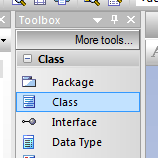 Toolbox
More tools...
Class
Package
Class
Interface
Data Type